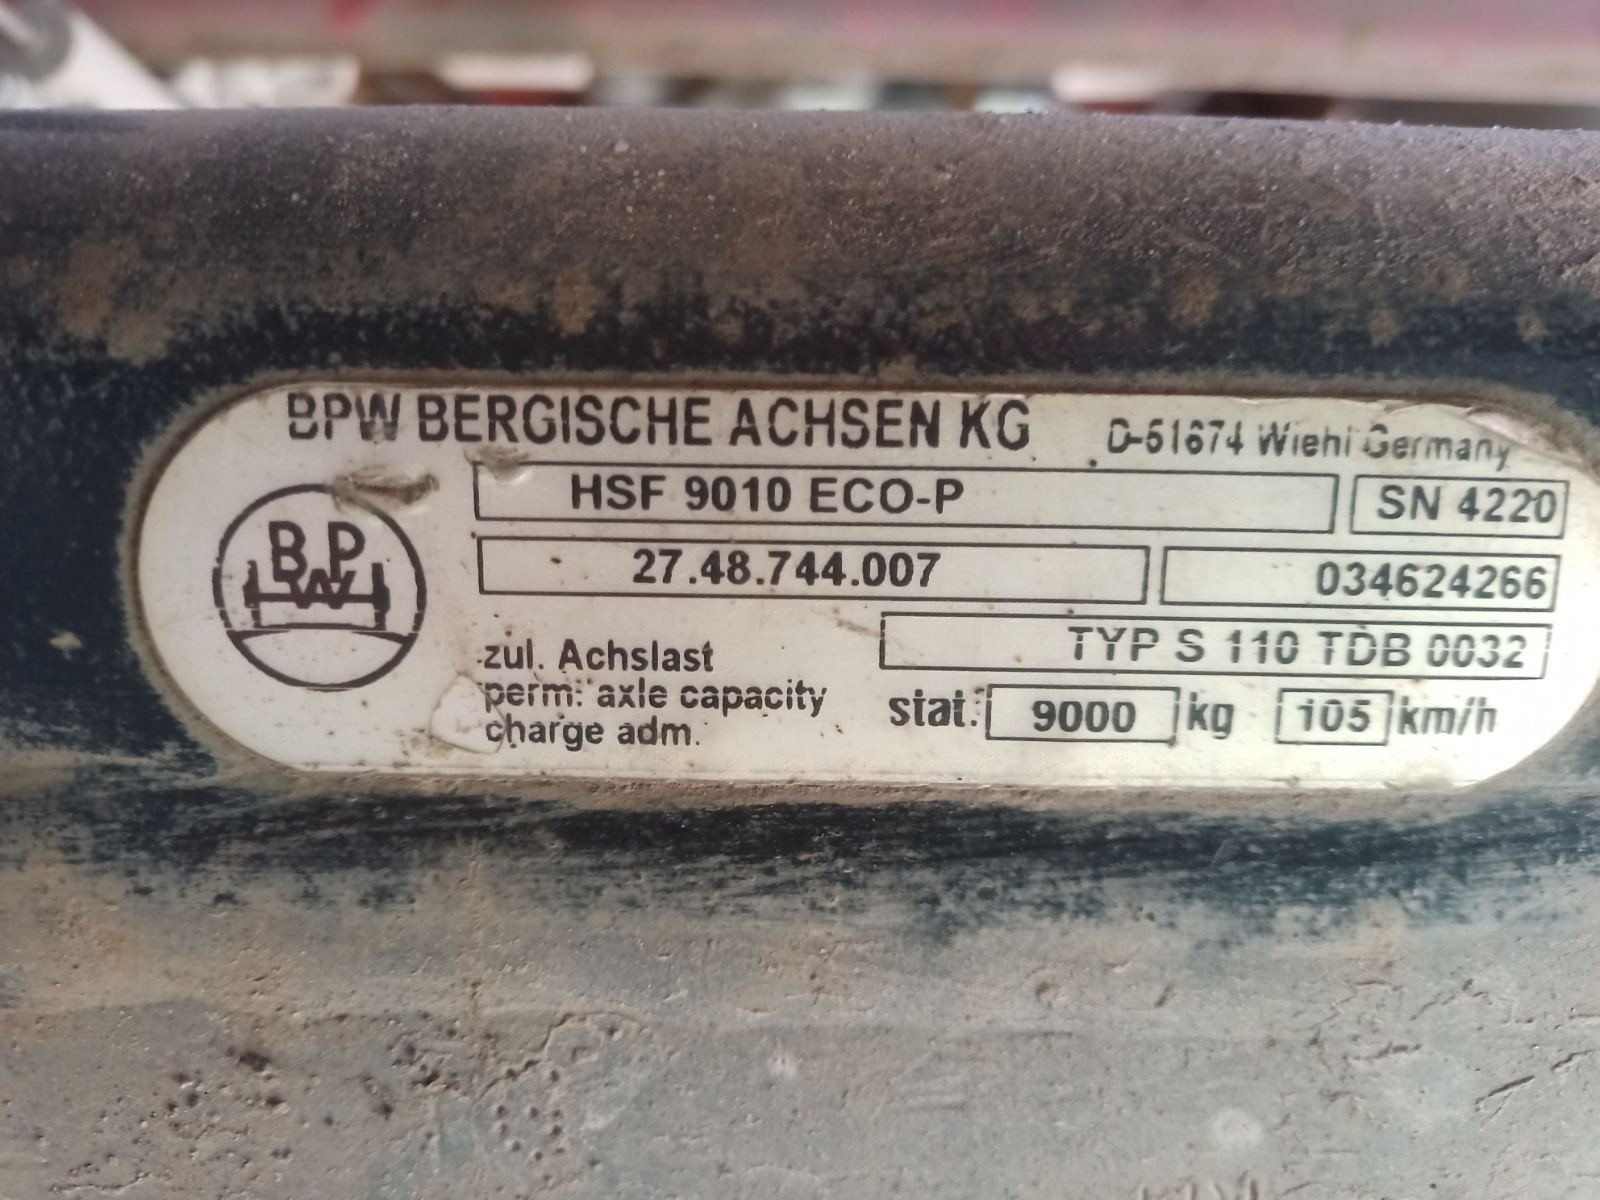 BPW BERGISCHE ACHSEN KG D-51674 Wiehl Germany
HSF 9010 ECO-P SN 4220
BPW
27.48.744.007 034624266
TYP S 110 TDB 0032
zul. Achslast
perm. axle capacity
charge adm.
stat. 9000 kg 105 km/h